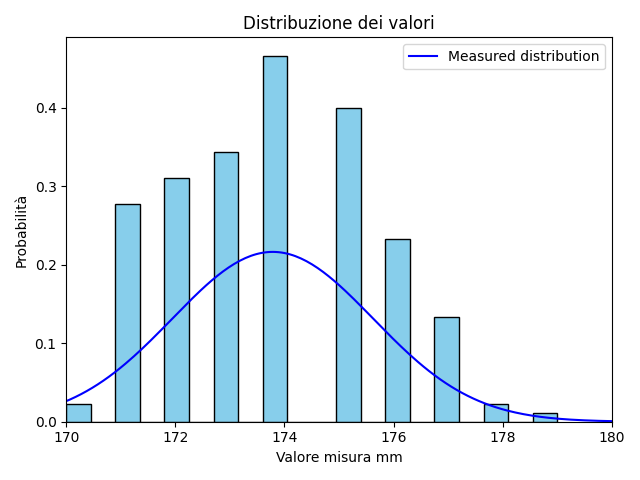 Distribuzione dei valori
Measured distribution
Probabilità
0.4
0.3
0.2
0.1
0.0
170 172 174 176 178 180
Valore misura mm